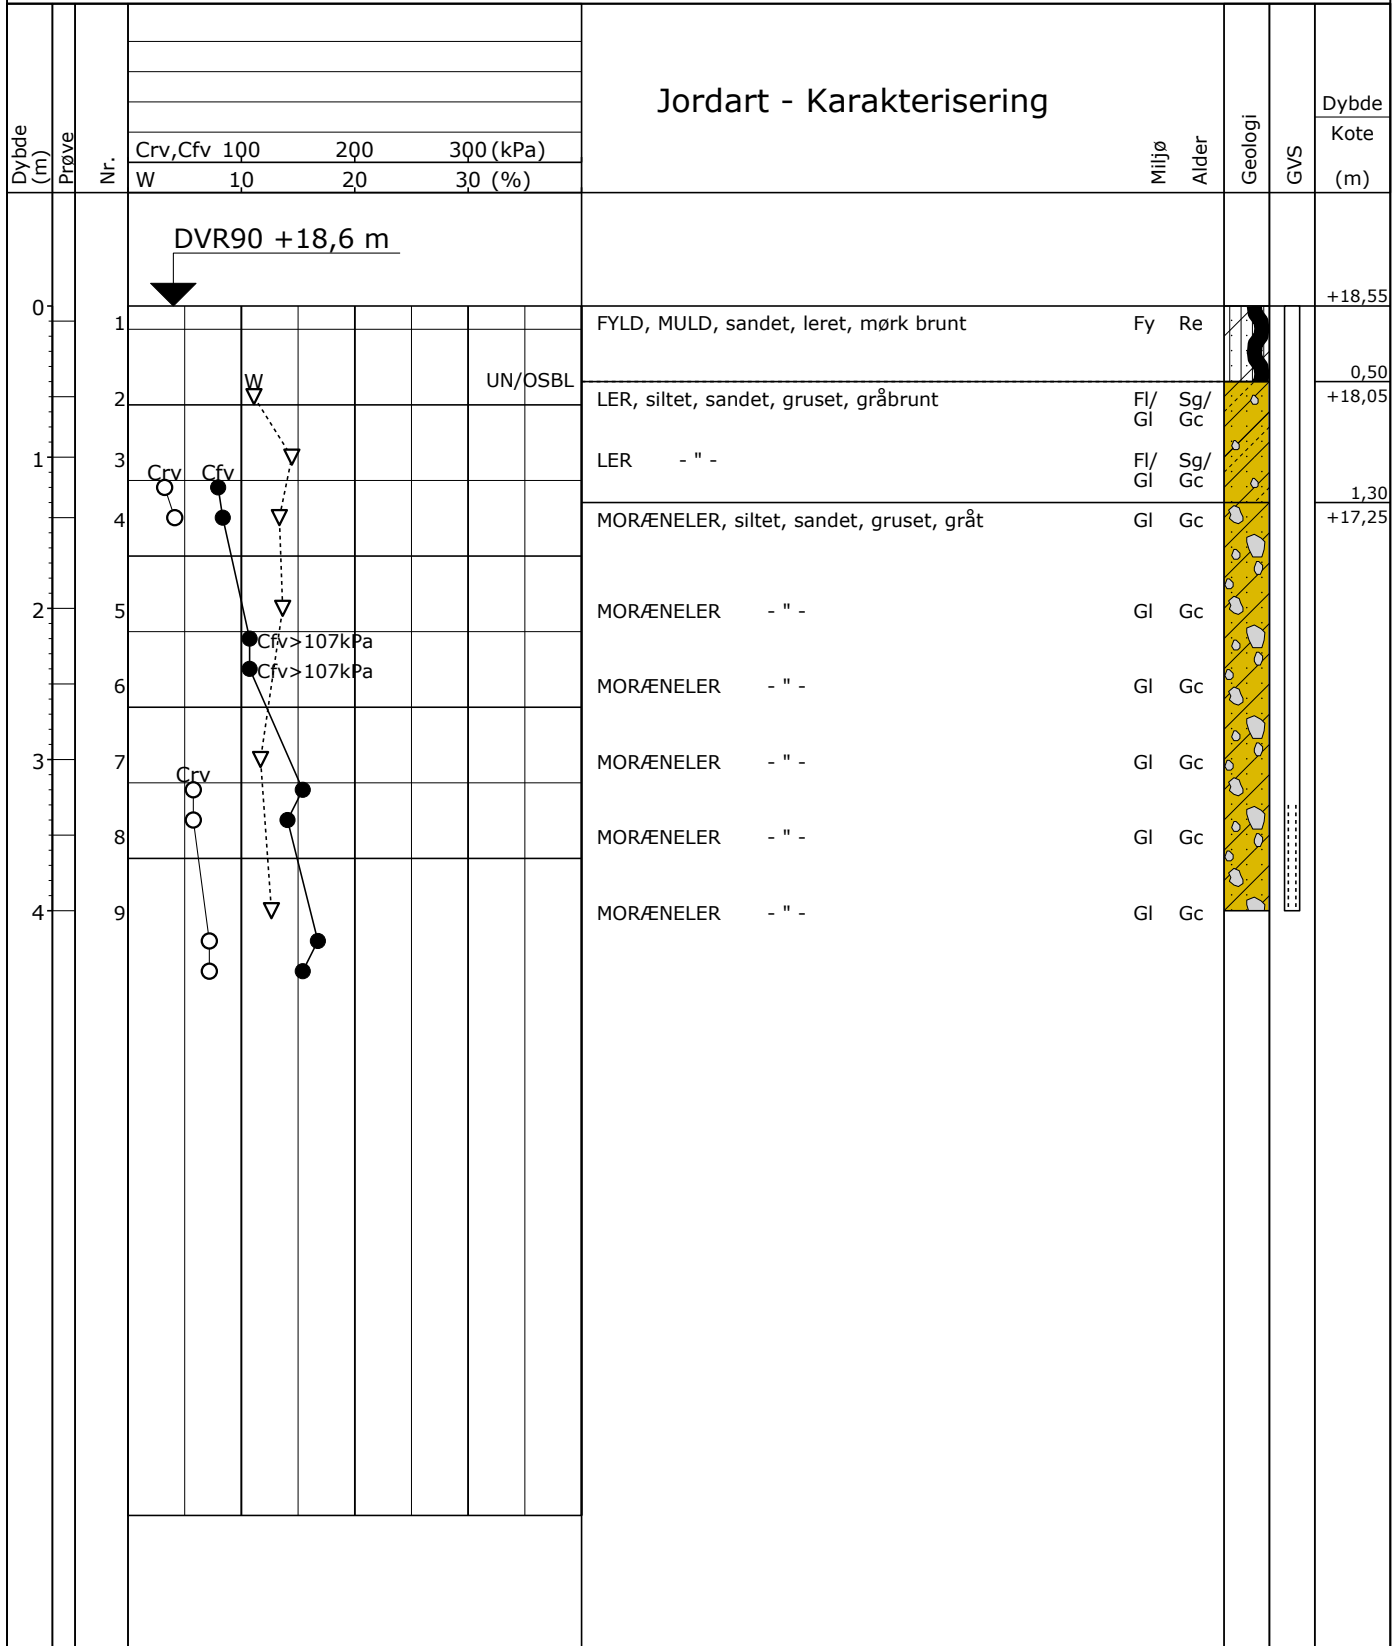 Jordart - Karakterisering
Dybde (m)
Prøve
Nr.
Crv,Cfv 100 200 300 (kPa)
W 10 20 30 (%)
Miljø
Alder
Geologi
GVS
Dybde
Kote
(m)
DVR90 +18,6 m
+18,55
0
1 FYLD, MULD, sandet, leret, mørk brunt Fy Re
0,50
W UN/OSBL
+18,05
2 LER, siltet, sandet, gruset, gråbrunt Fl/ Sg/
Gl Gc
1 3 LER - " - Fl/ Sg/
Gl Gc
Crv Cfv
1,30
+17,25
4 MORÆNELER, siltet, sandet, gruset, gråt Gl Gc
2 5 MORÆNELER - " - Gl Gc
Cfv>107kPa
Cfv>107kPa
6 MORÆNELER - " - Gl Gc
3 7 MORÆNELER - " - Gl Gc
Crv
8 MORÆNELER - " - Gl Gc
4 9 MORÆNELER - " - Gl Gc